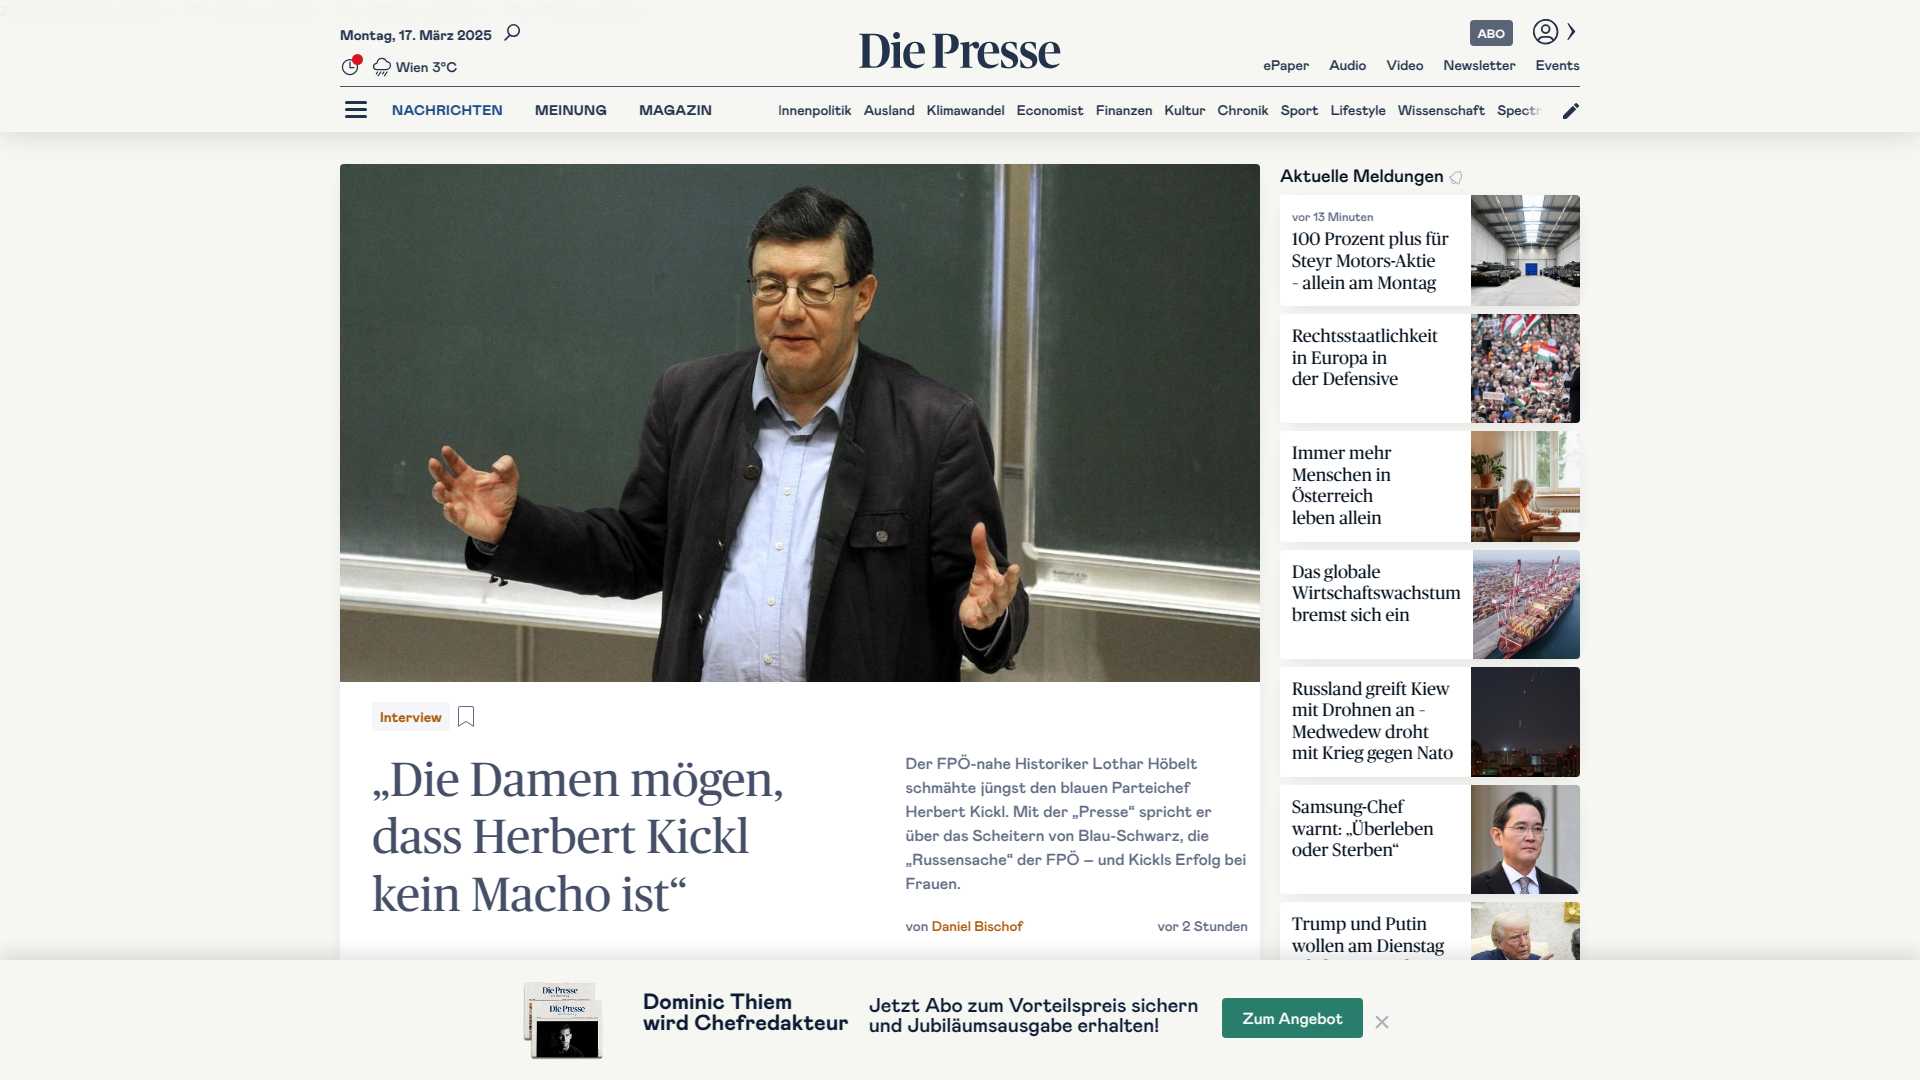 Montag, 17. März 2025
Wien 3°C
Die Presse
ABO
ePaper Audio Video Newsletter Events
NACHRICHTEN MEINUNG MAGAZIN
Innenpolitik Ausland Klimawandel Economist Finanzen Kultur Chronik Sport Lifestyle Wissenschaft Spectr
Interview
„Die Damen mögen,
dass Herbert Kickl
kein Macho ist“
Der FPÖ-nahe Historiker Lothar Höbelt
schmähte jüngst den blauen Parteichef
Herbert Kickl. Mit der „Presse“ spricht er
über das Scheitern von Blau-Schwarz, die
„Russensache“ der FPÖ – und Kickls Erfolg bei
Frauen.
von Daniel Bischof
vor 2 Stunden
Aktuelle Meldungen
vor 13 Minuten
100 Prozent plus für
Steyr Motors-Aktie
- allein am Montag
Rechtsstaatlichkeit
in Europa in
der Defensive
Immer mehr
Menschen in
Österreich
leben allein
Das globale
Wirtschaftswachstum
bremst sich ein
Russland greift Kiew
mit Drohnen an -
Medwedew droht
mit Krieg gegen Nato
Samsung-Chef
warnt: „Überleben
oder Sterben“
Trump und Putin
wollen am Dienstag
Die Presse
Die Presse
Dominic Thiem
wird Chefredakteur
Jetzt Abo zum Vorteilspreis sichern
und Jubiläumsausgabe erhalten!
Zum Angebot